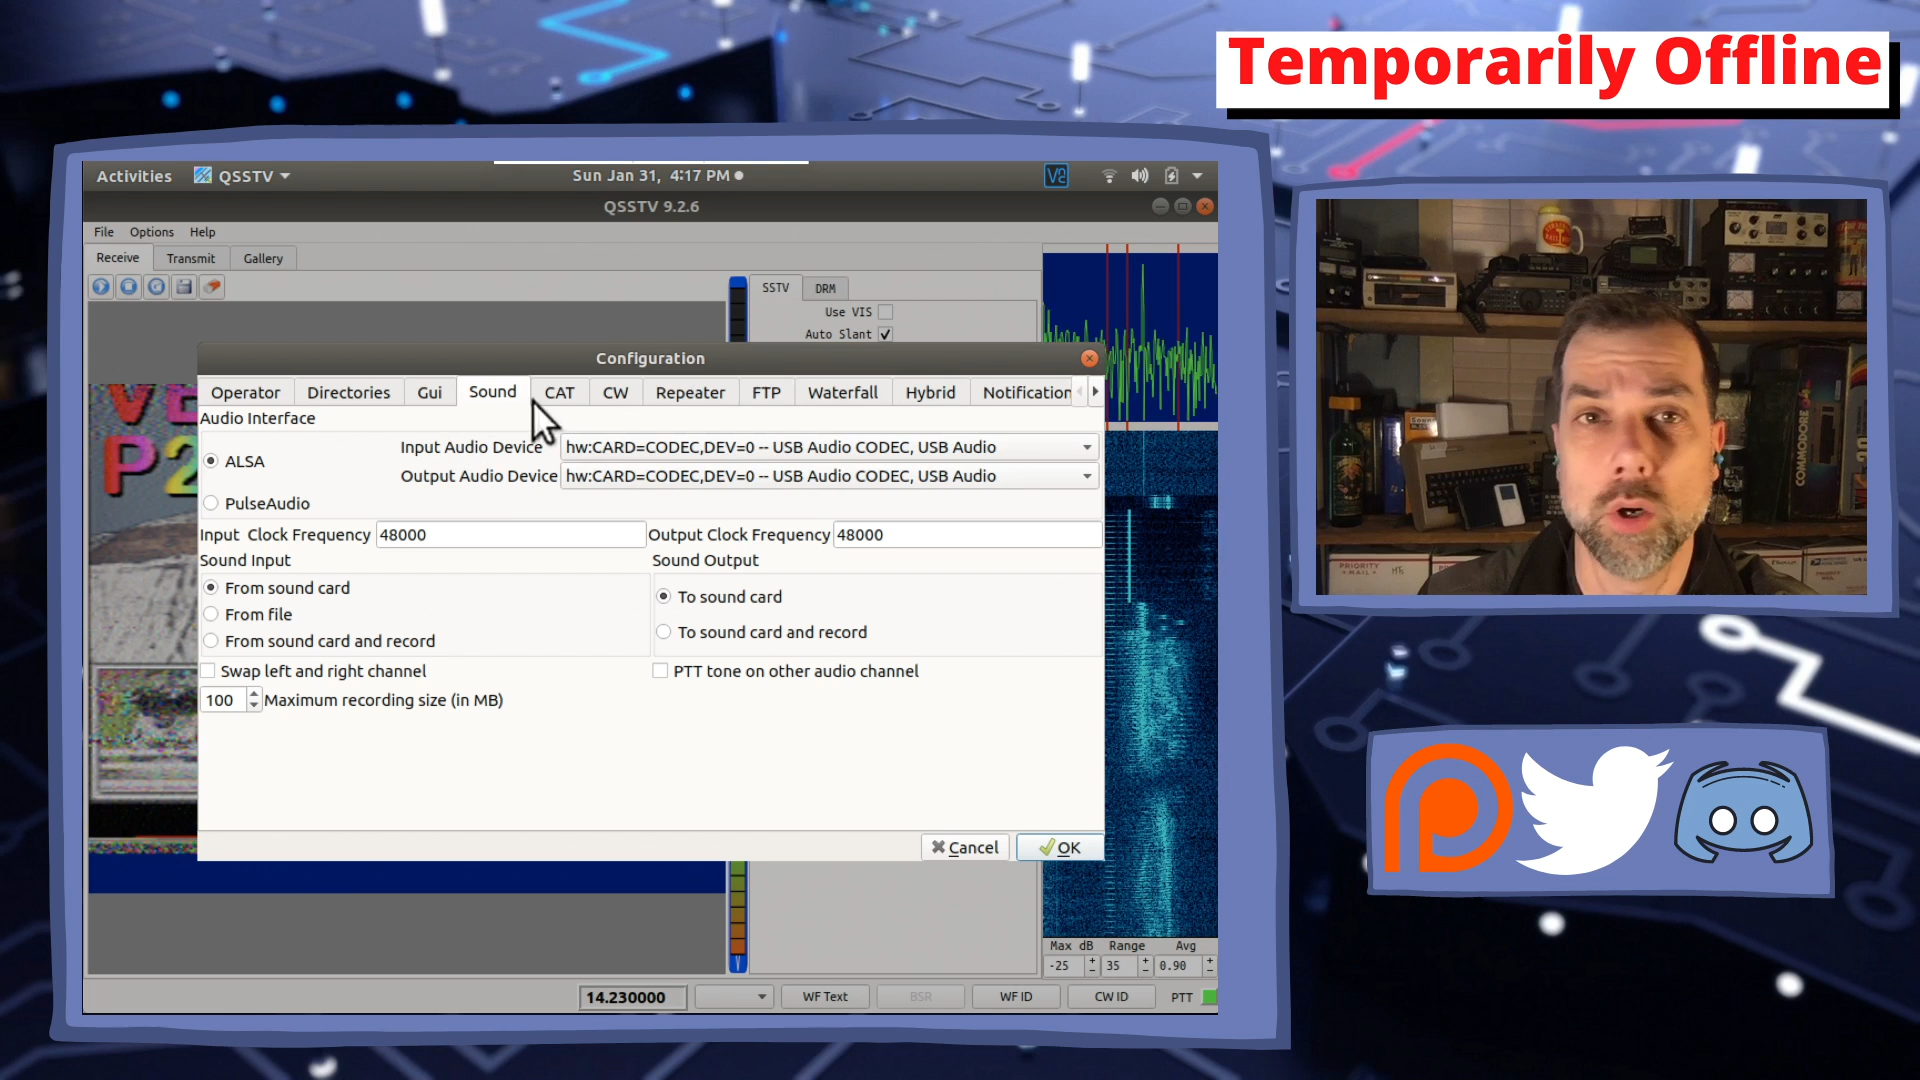 Temporarily Offline
Activities QSSTV Sun Jan 31, 4:17 PM
QSSTV 9.2.6
File Options Help
Receive Transmit Gallery
SSTV DRM
Use VIS
Auto Slant
Configuration
Operator Directories Gui Sound CAT CW Repeater FTP Waterfall Hybrid Notification
Audio Interface
ALSA
PulseAudio
Input Audio Device hw:CARD=CODEC,DEV=0 -- USB Audio CODEC, USB Audio
Output Audio Device hw:CARD=CODEC,DEV=0 -- USB Audio CODEC, USB Audio
Input Clock Frequency 48000 Output Clock Frequency 48000
Sound Input
From sound card
From file
From sound card and record
Sound Output
To sound card
To sound card and record
Swap left and right channel PTT tone on other audio channel
100 Maximum recording size (in MB)
Cancel OK
Max dB Range Avg
-25 35 0.90
14.230000 WF Text BSR WF ID CW ID PTT
COMMODORE
PRIORITY
MAIL